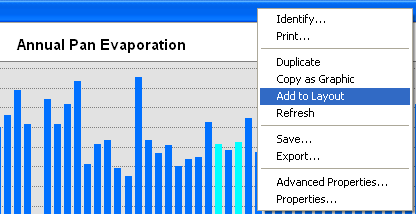 Annual Pan Evaporation
Identify...
Print...
Duplicate
Copy as Graphic
Add to Layout
Refresh
Save...
Export...
Advanced Properties...
Properties...